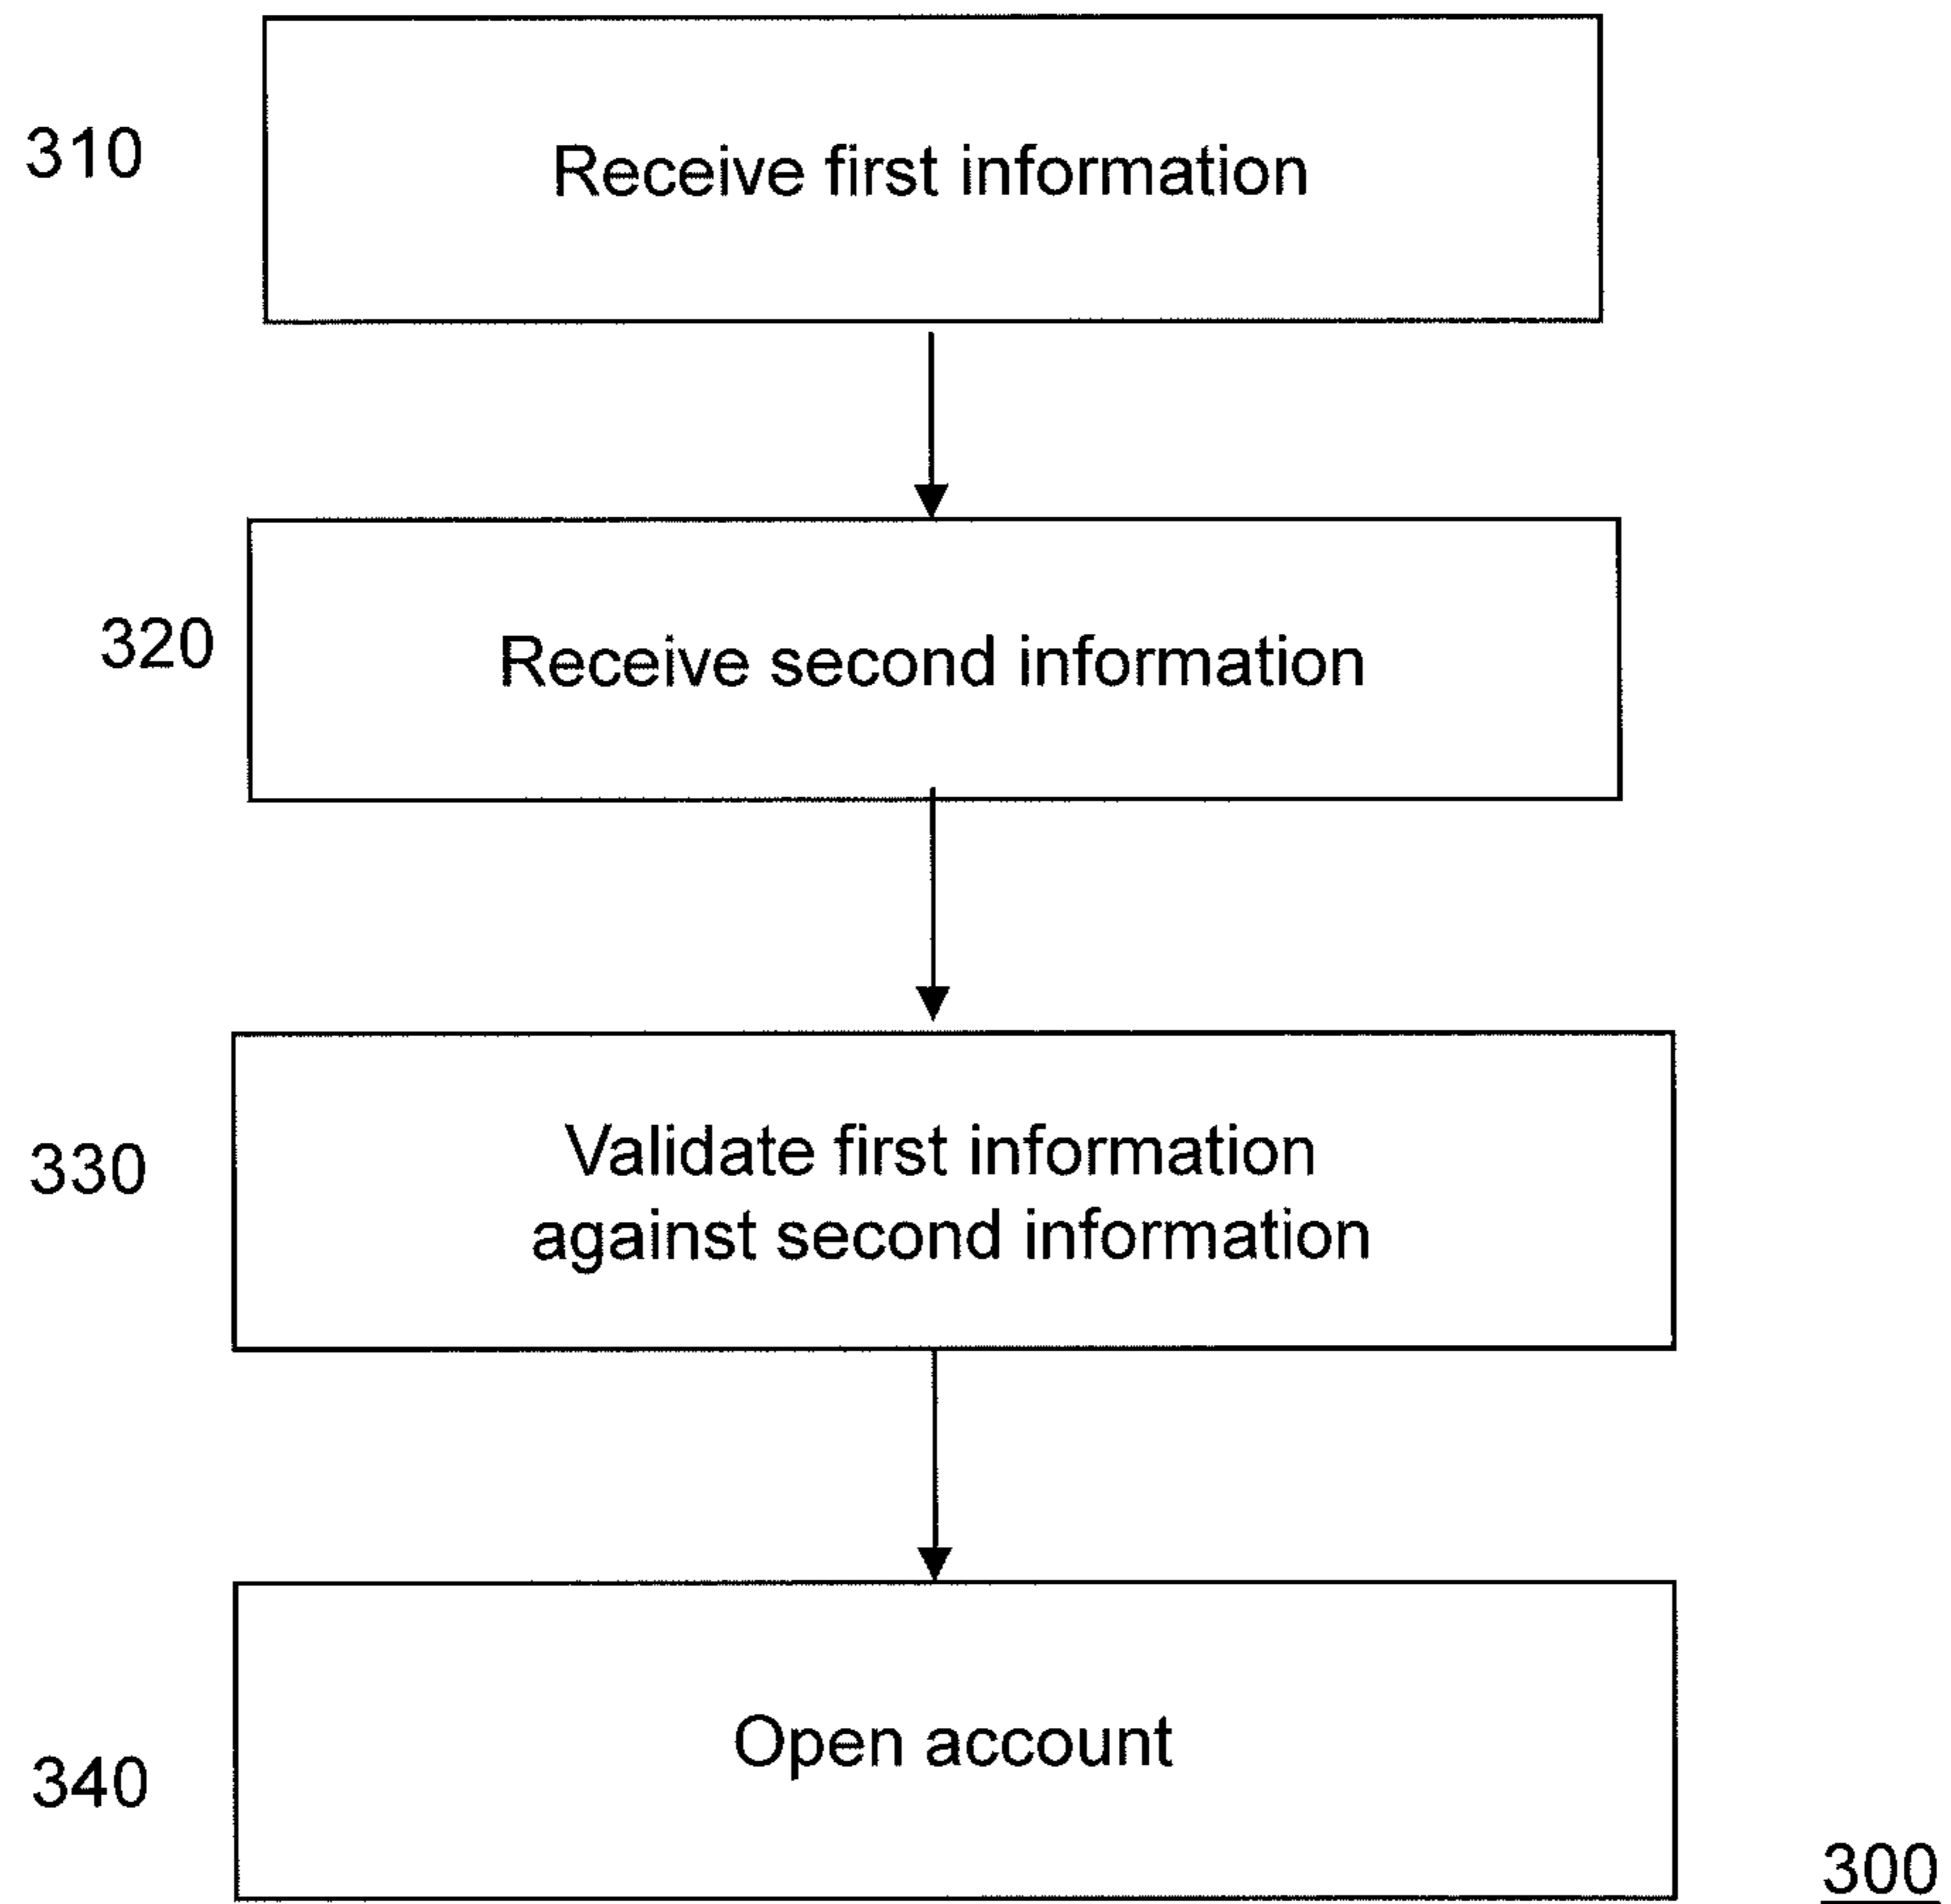 310
Receive first information
320
Receive second information
330
Validate first information
against second information
340
Open account
300